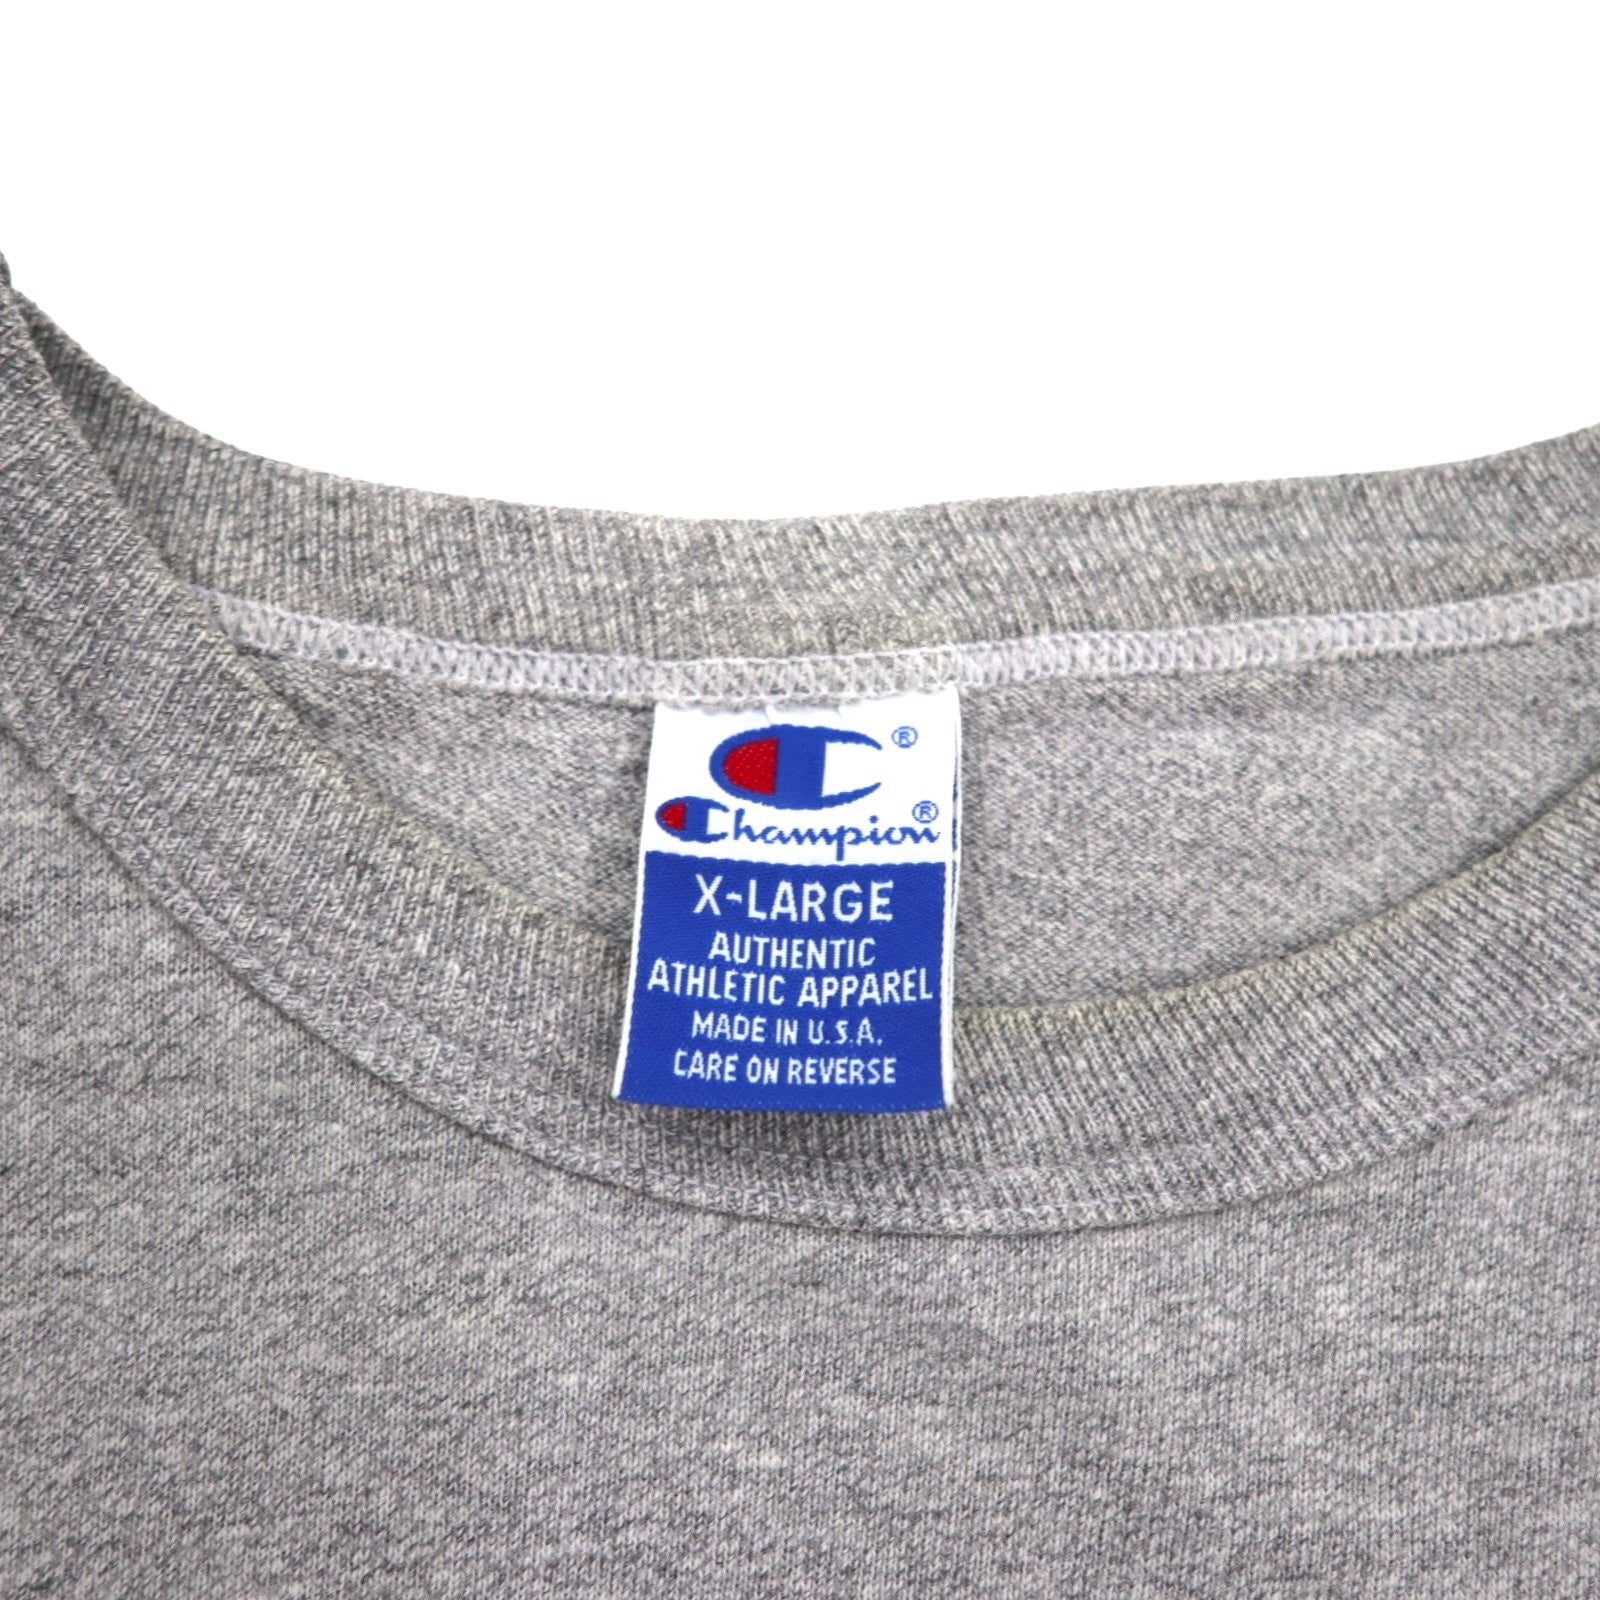 ®
Champion®
X-LARGE
AUTHENTIC
ATHLETIC APPAREL
MADE IN U.S.A.
CARE ON REVERSE